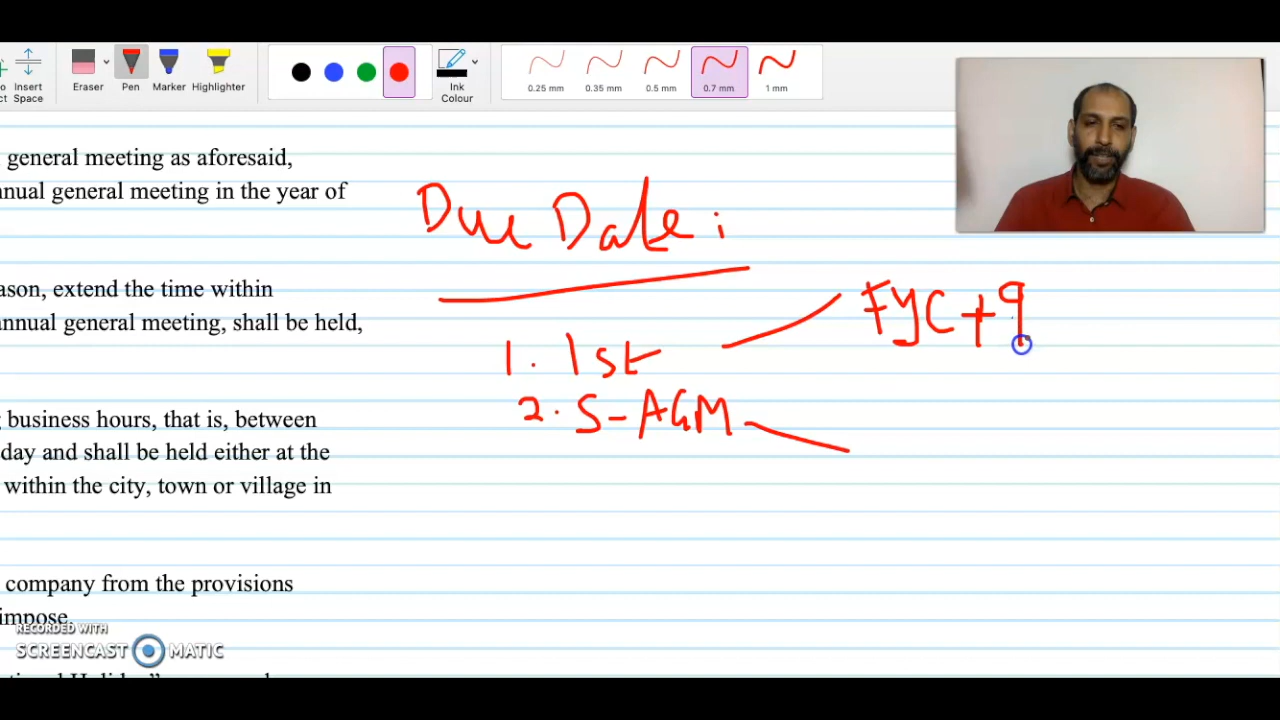 Insert
Space
Eraser
Pen
Marker
Highlighter
Ink
Colour
0.25 mm
0.35 mm
0.5 mm
0.7 mm
1 mm
general meeting as aforesaid,
annual general meeting in the year of
Due Date:
ason, extend the time within
annual general meeting, shall be held,
FYC+9
1. 1st
2. S-AGM
business hours, that is, between
day and shall be held either at the
within the city, town or village in
company from the provisions
impose.
RECORDED WITH
SCREENCAST MATIC